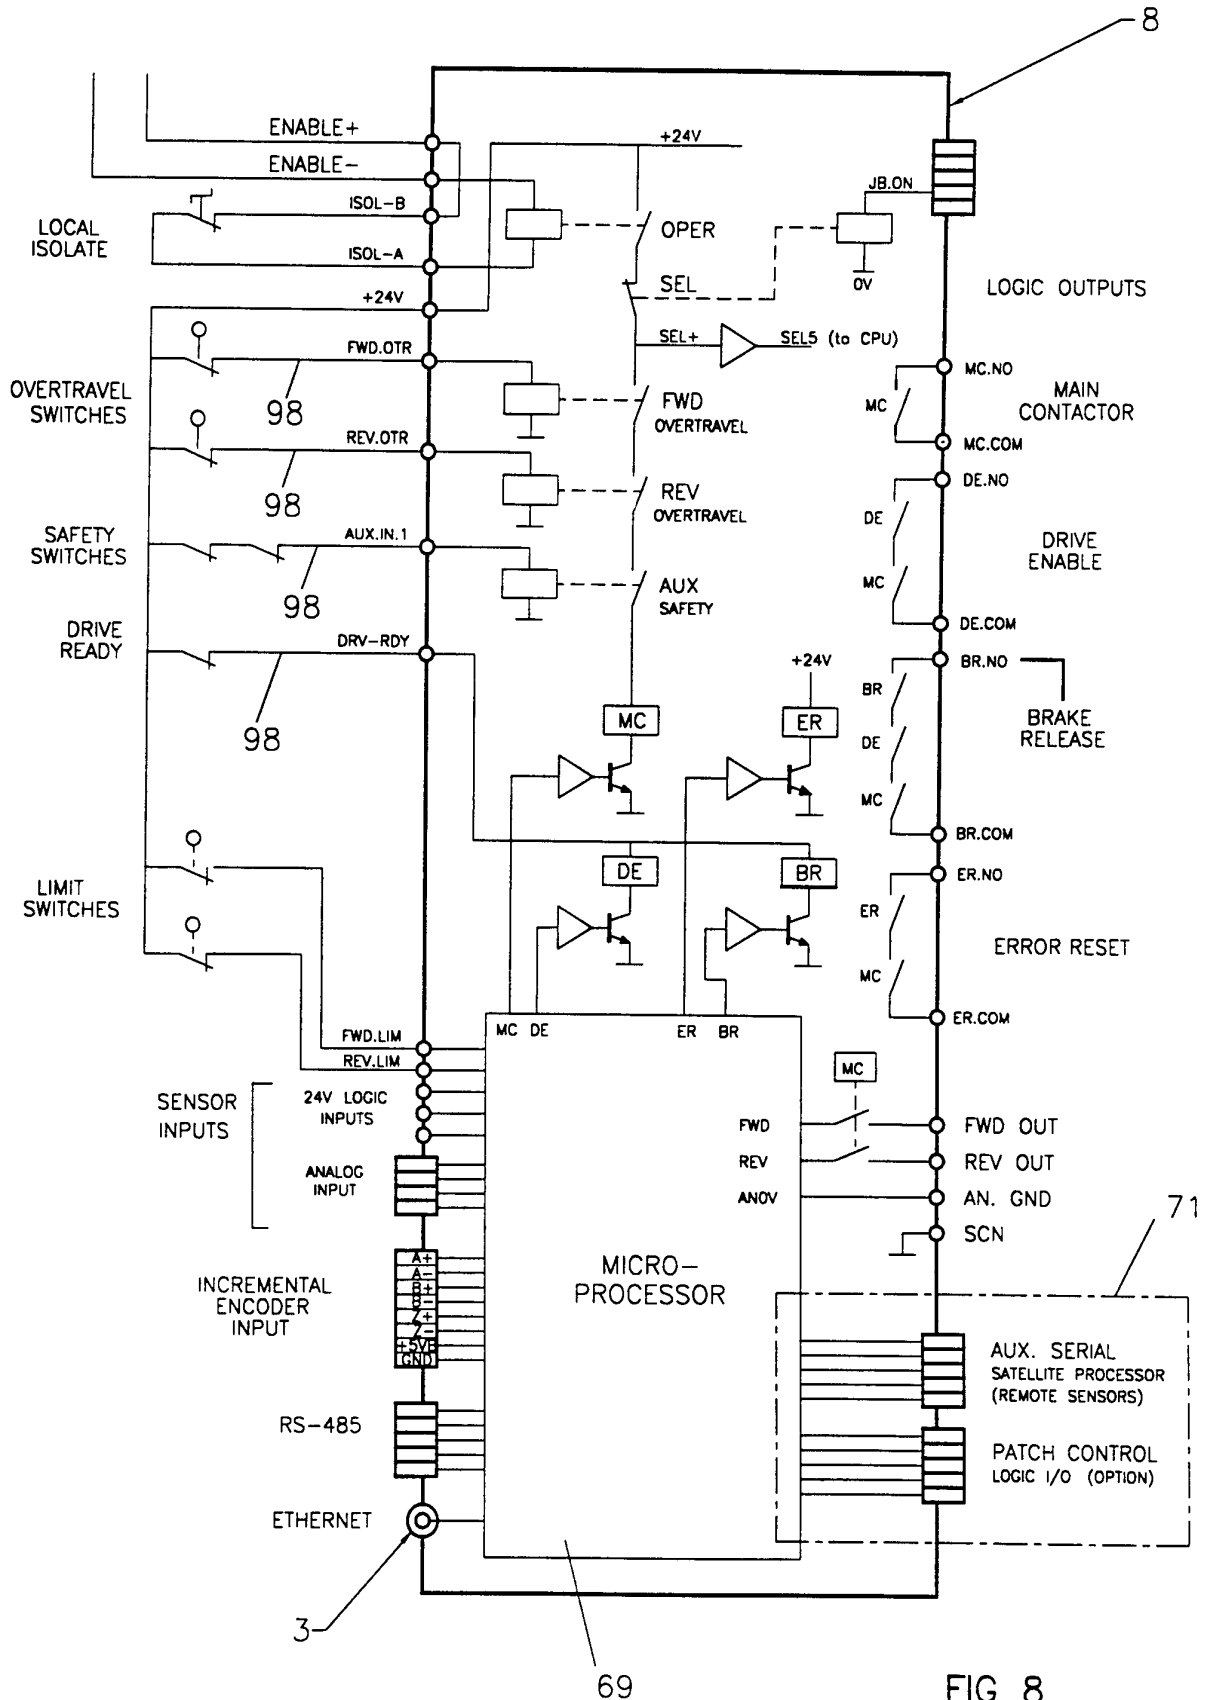 8
ENABLE+
+24V
ENABLE-
JB.ON
ISOL-B
LOCAL
ISOLATE
OPER
ISOL-A
SEL
0V
LOGIC OUTPUTS
+24V
SEL+
SEL5 (to CPU)
FWD.OTR
MC.NO
OVERTRAVEL
SWITCHES
98
FWD
OVERTRAVEL
MC
MAIN
CONTACTOR
REV.OTR
MC.COM
98
REV
OVERTRAVEL
DE.NO
DE
SAFETY
SWITCHES
AUX.IN.1
DRIVE
ENABLE
98
AUX
SAFETY
MC
DE.COM
DRIVE
READY
DRV-RDY
+24V
BR.NO
98
MC
ER
BR
DE
MC
BRAKE
RELEASE
BR.COM
DE
BR
ER.NO
LIMIT
SWITCHES
ER
MC
ERROR RESET
ER.COM
FWD.LIM
MC DE
ER BR
REV.LIM
MC
SENSOR
INPUTS
24V LOGIC
INPUTS
FWD
FWD OUT
REV
REV OUT
ANALOG
INPUT
AN0V
AN. GND
71
SCN
INCREMENTAL
ENCODER
INPUT
A+
A-
B+
B-
Z+
Z-
+5VE
GND
MICRO-
PROCESSOR
AUX. SERIAL
SATELLITE PROCESSOR
(REMOTE SENSORS)
RS-485
PATCH CONTROL
LOGIC I/O (OPTION)
ETHERNET
3
69
FIG 8